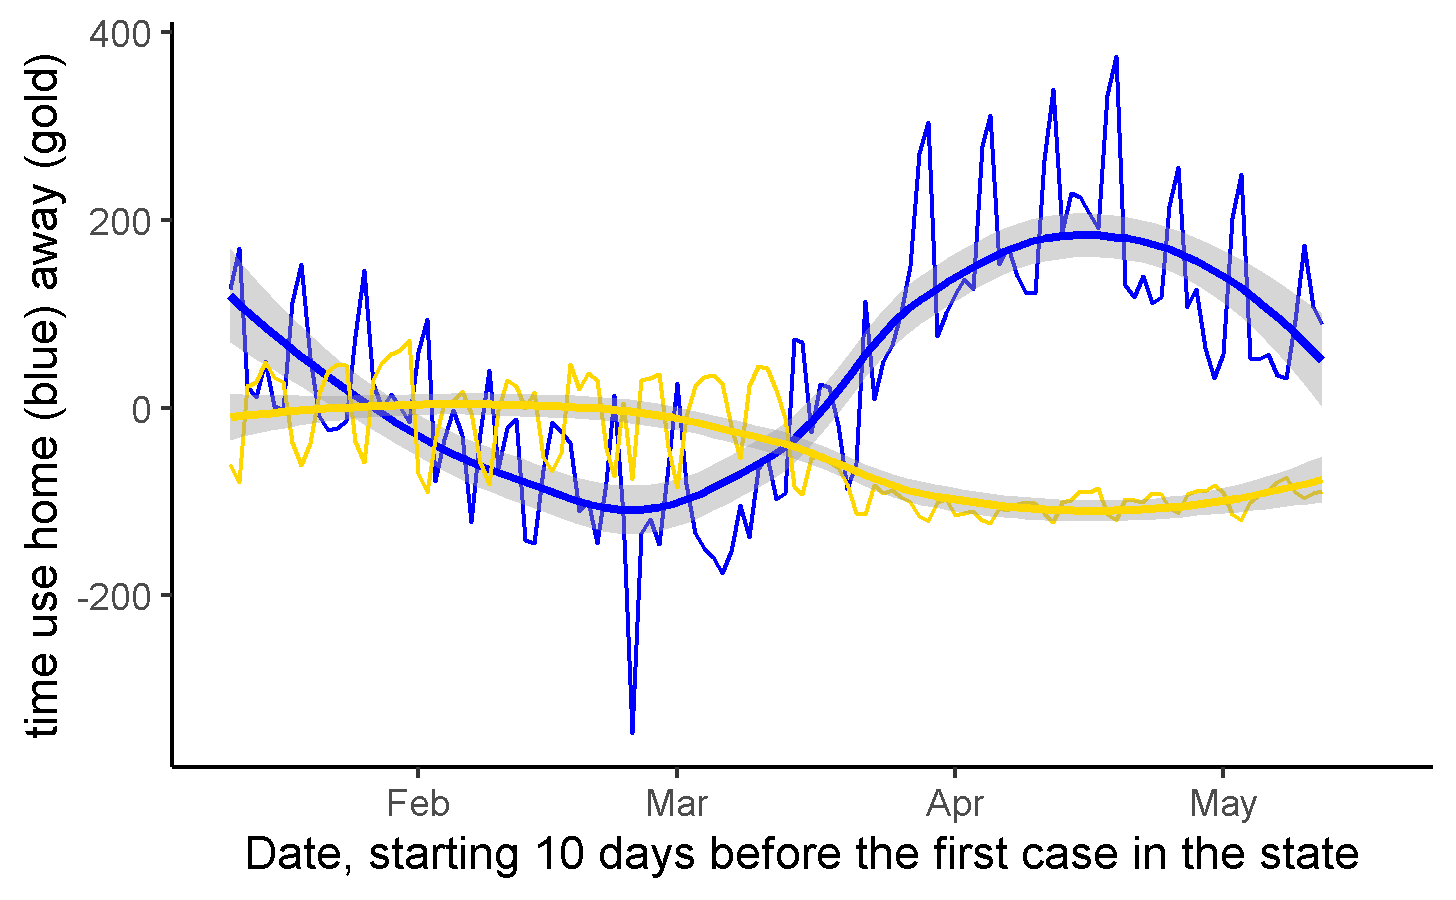 time use home (blue) away (gold)
400
200
0
-200
Feb Mar Apr May
Date, starting 10 days before the first case in the state